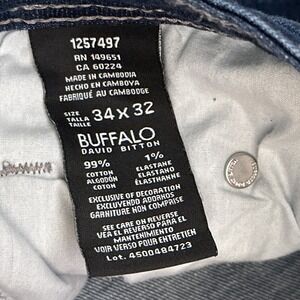 1257497
RN 149651
CA 60224
MADE IN CAMBODIA
HECHO EN CAMBOYA
FABRIQUÉ AU CAMBODGE
SIZE
TALLA
TAILLE
34 x 32
BUFFALO
DAVID BITTON
99% 1%
COTTON ELASTANE
ALGODÓN ELASTANO
COTON ÉLASTHANNE
EXCLUSIVE OF DECORATION
EXCLUYENDO ADORNOS
GARNITURE NON COMPRISE
SEE CARE ON REVERSE
VEA EL REVERSO PARA EL
MANTENIMIENTO
VOIR VERSO POUR ENTRETIEN
Lot. 4500484723